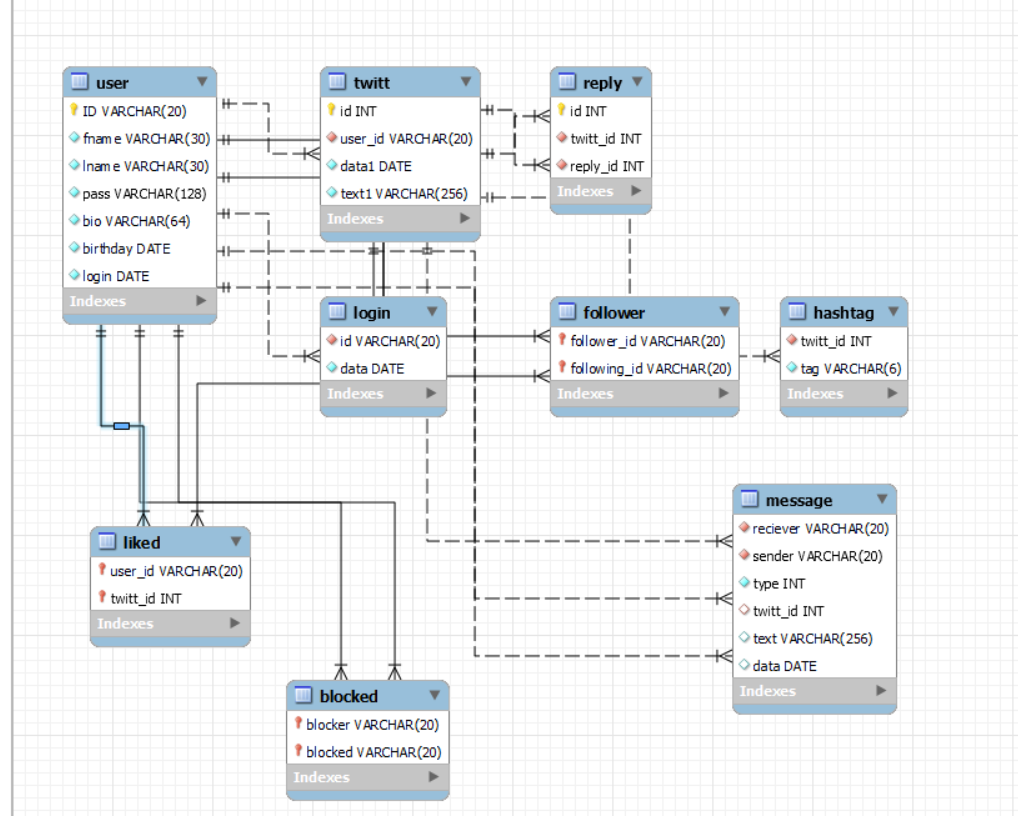 user
ID VARCHAR(20)
fname VARCHAR(30)
lname VARCHAR(30)
pass VARCHAR(128)
bio VARCHAR(64)
birthday DATE
login DATE
Indexes
twitt
id INT
user_id VARCHAR(20)
data1 DATE
text1 VARCHAR(256)
Indexes
reply
id INT
twitt_id INT
reply_id INT
Indexes
login
id VARCHAR(20)
data DATE
Indexes
follower
follower_id VARCHAR(20)
following_id VARCHAR(20)
Indexes
hashtag
twitt_id INT
tag VARCHAR(6)
Indexes
liked
user_id VARCHAR(20)
twitt_id INT
Indexes
message
reciever VARCHAR(20)
sender VARCHAR(20)
type INT
twitt_id INT
text VARCHAR(256)
data DATE
Indexes
blocked
blocker VARCHAR(20)
blocked VARCHAR(20)
Indexes